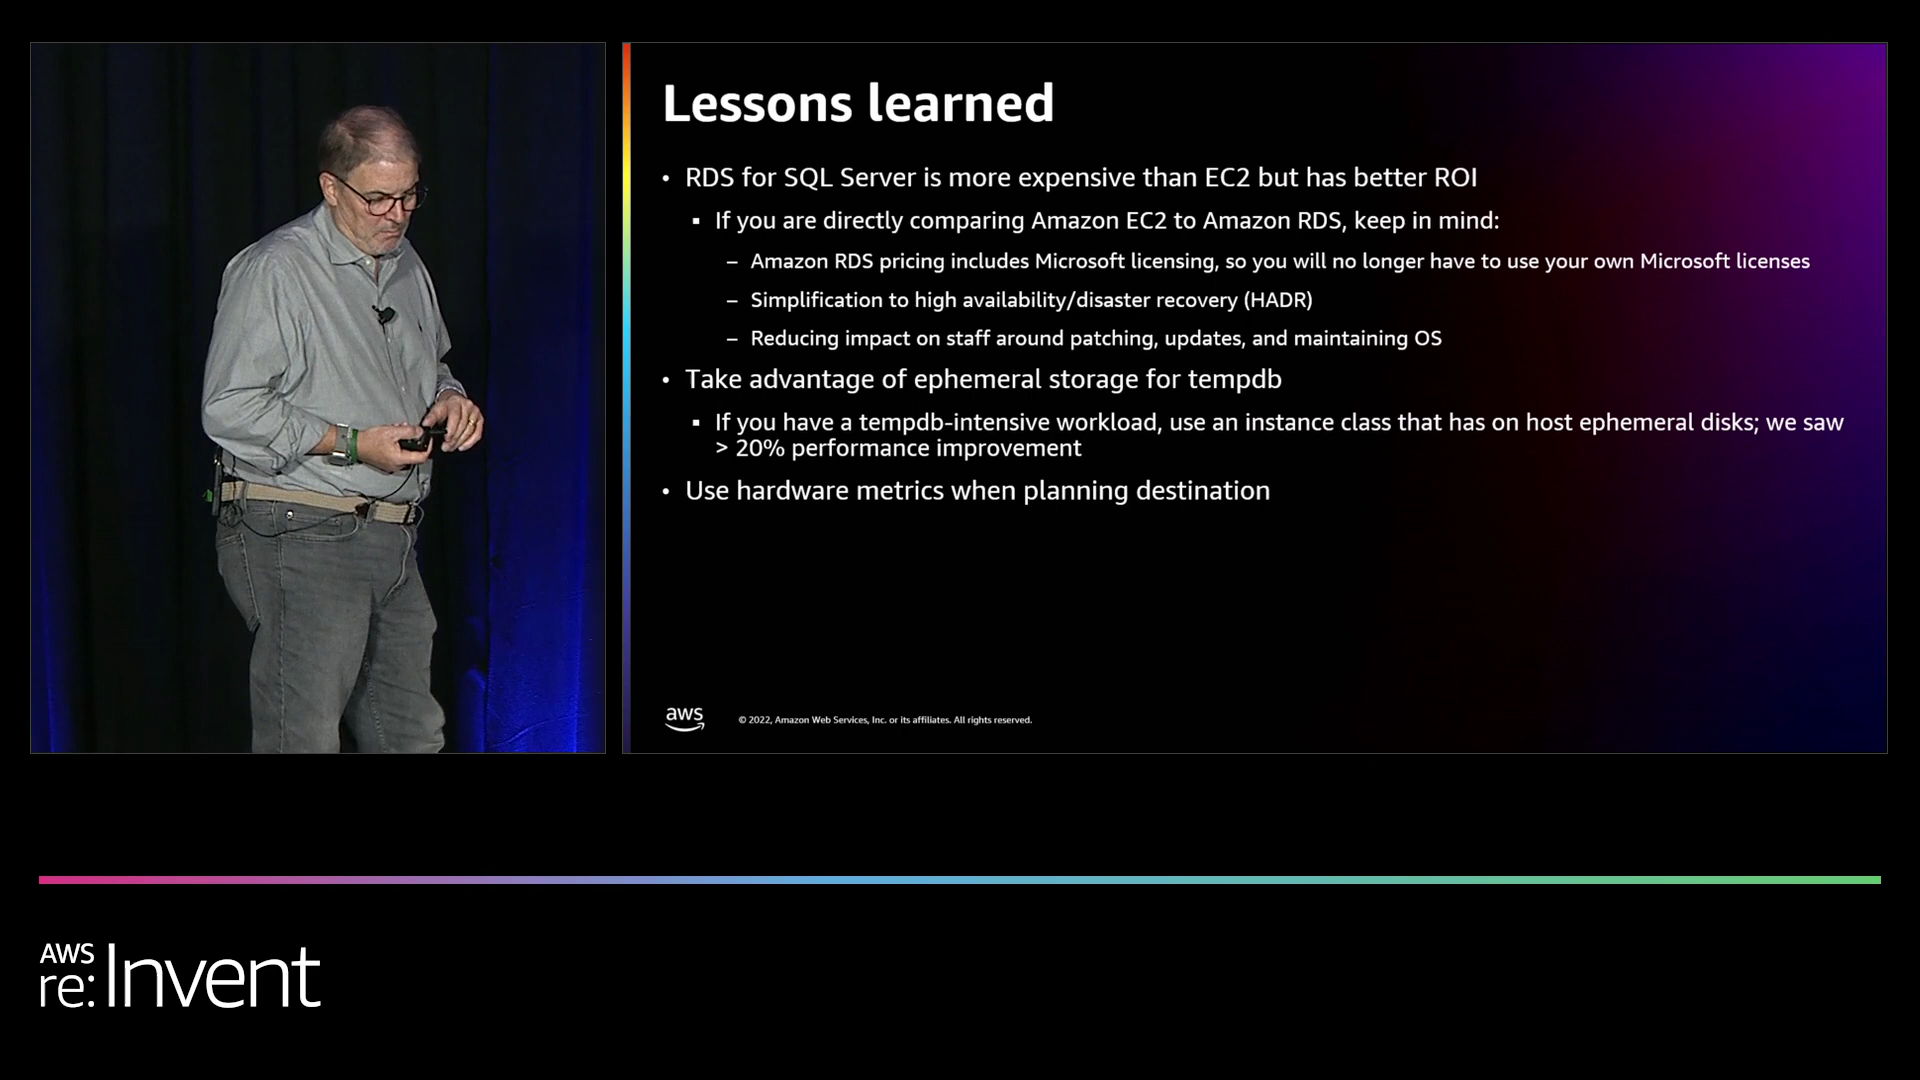 Lessons learned
• RDS for SQL Server is more expensive than EC2 but has better ROI
▪ If you are directly comparing Amazon EC2 to Amazon RDS, keep in mind:
– Amazon RDS pricing includes Microsoft licensing, so you will no longer have to use your own Microsoft licenses
– Simplification to high availability/disaster recovery (HADR)
– Reducing impact on staff around patching, updates, and maintaining OS
• Take advantage of ephemeral storage for tempdb
▪ If you have a tempdb-intensive workload, use an instance class that has on host ephemeral disks; we saw
> 20% performance improvement
• Use hardware metrics when planning destination
aws
© 2022, Amazon Web Services, Inc. or its affiliates. All rights reserved.
AWS
re:Invent